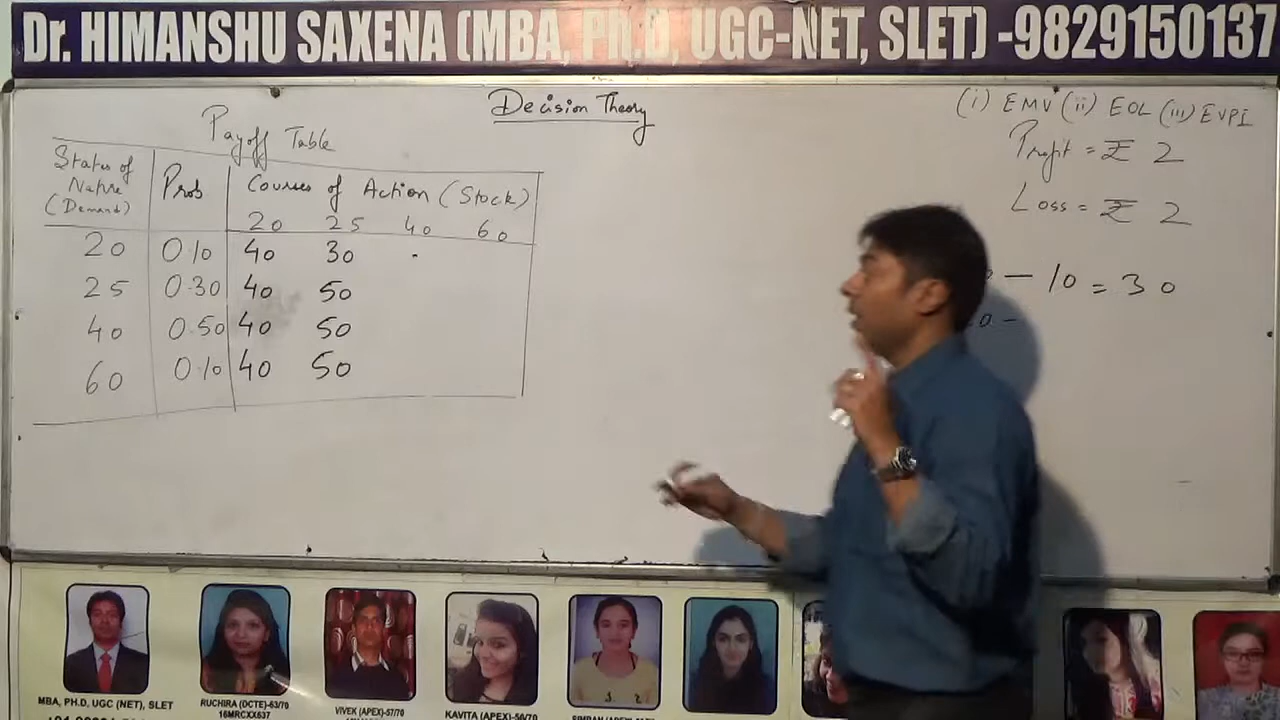 Dr. HIMANSHU SAXENA (MBA, Ph.D, UGC-NET, SLET) -9829150137
Decision Theory
(i) EMV (ii) EOL (iii) EVPI
Profit = ₹ 2
Loss = ₹ 2
- 10 = 30
Payoff Table
States of Nature (Demand) Prob Courses of Action (Stock)
20 25 40 60
20 0.10 40 30
25 0.30 40 50
40 0.50 40 50
60 0.10 40 50
MBA, PH.D, UGC (NET), SLET
RUCHIRA (DCTE)-63/70
16MRCXX637
VIVEK (APEX)-57/70
KAVITA (APEX)-56/70